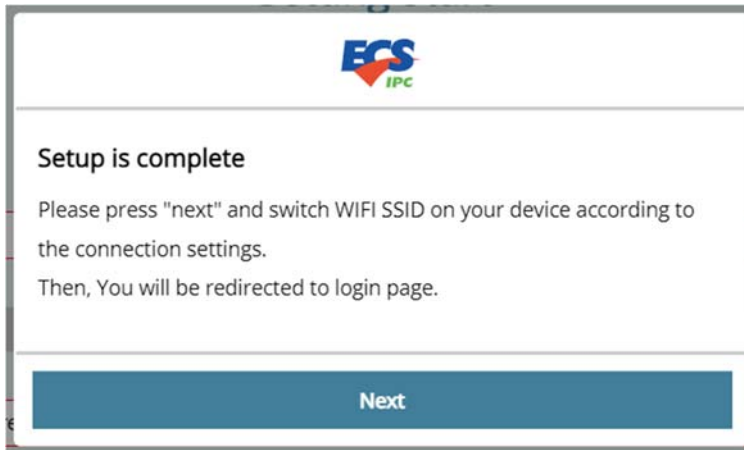 ECS
IPC
Setup is complete
Please press "next" and switch WIFI SSID on your device according to
the connection settings.
Then, You will be redirected to login page.
Next